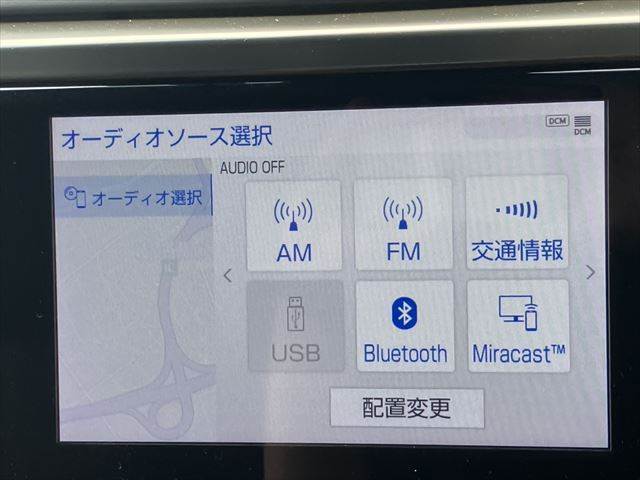 オーディオソース選択
DCM
DCM
オーディオ選択
AUDIO OFF
AM
FM
交通情報
USB
Bluetooth
Miracast™
配置変更